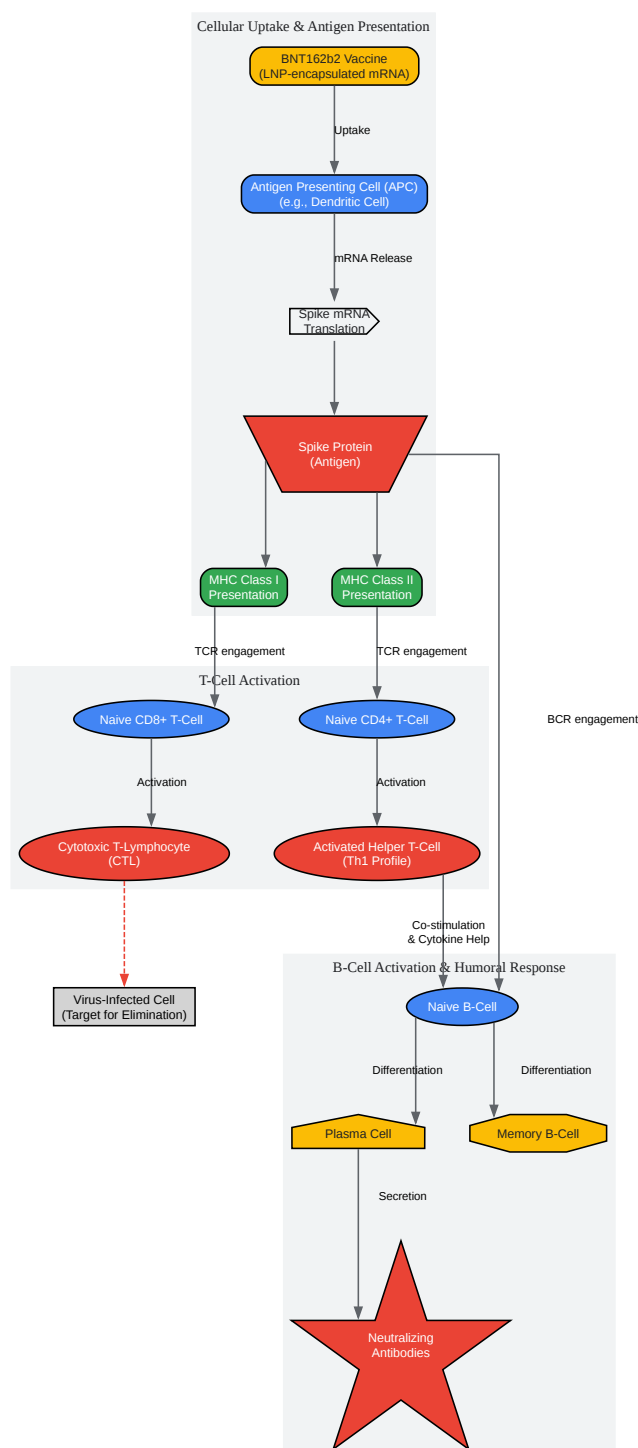 Cellular Uptake & Antigen Presentation
BNT162b2 Vaccine
(LNP-encapsulated mRNA)
Uptake
Antigen Presenting Cell (APC)
(e.g., Dendritic Cell)
mRNA Release
Spike mRNA
Translation
Spike Protein
(Antigen)
MHC Class I
Presentation
MHC Class II
Presentation
TCR engagement
TCR engagement
T-Cell Activation
Naive CD8+ T-Cell
Naive CD4+ T-Cell
BCR engagement
Activation
Activation
Cytotoxic T-Lymphocyte
(CTL)
Activated Helper T-Cell
(Th1 Profile)
Co-stimulation
& Cytokine Help
B-Cell Activation & Humoral Response
Virus-Infected Cell
(Target for Elimination)
Naive B-Cell
Differentiation
Differentiation
Plasma Cell
Memory B-Cell
Secretion
Neutralizing
Antibodies